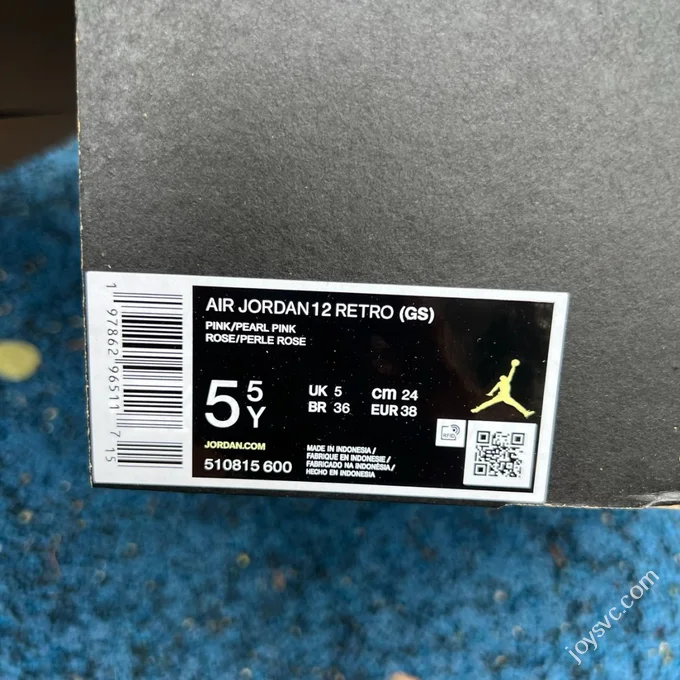 AIR JORDAN 12 RETRO (GS)
PINK/PEARL PINK
ROSE/PERLE ROSE
5 5 Y
UK 5 CM 24
BR 36 EUR 38
JORDAN.COM
510815 600
MADE IN INDONESIA/
FABRIQUE EN INDONESIE/
FABRICADO NA INDONÉSIA/
HECHO EN INDONESIA
RFID
1 97862 96511 7 15
joysvc.com